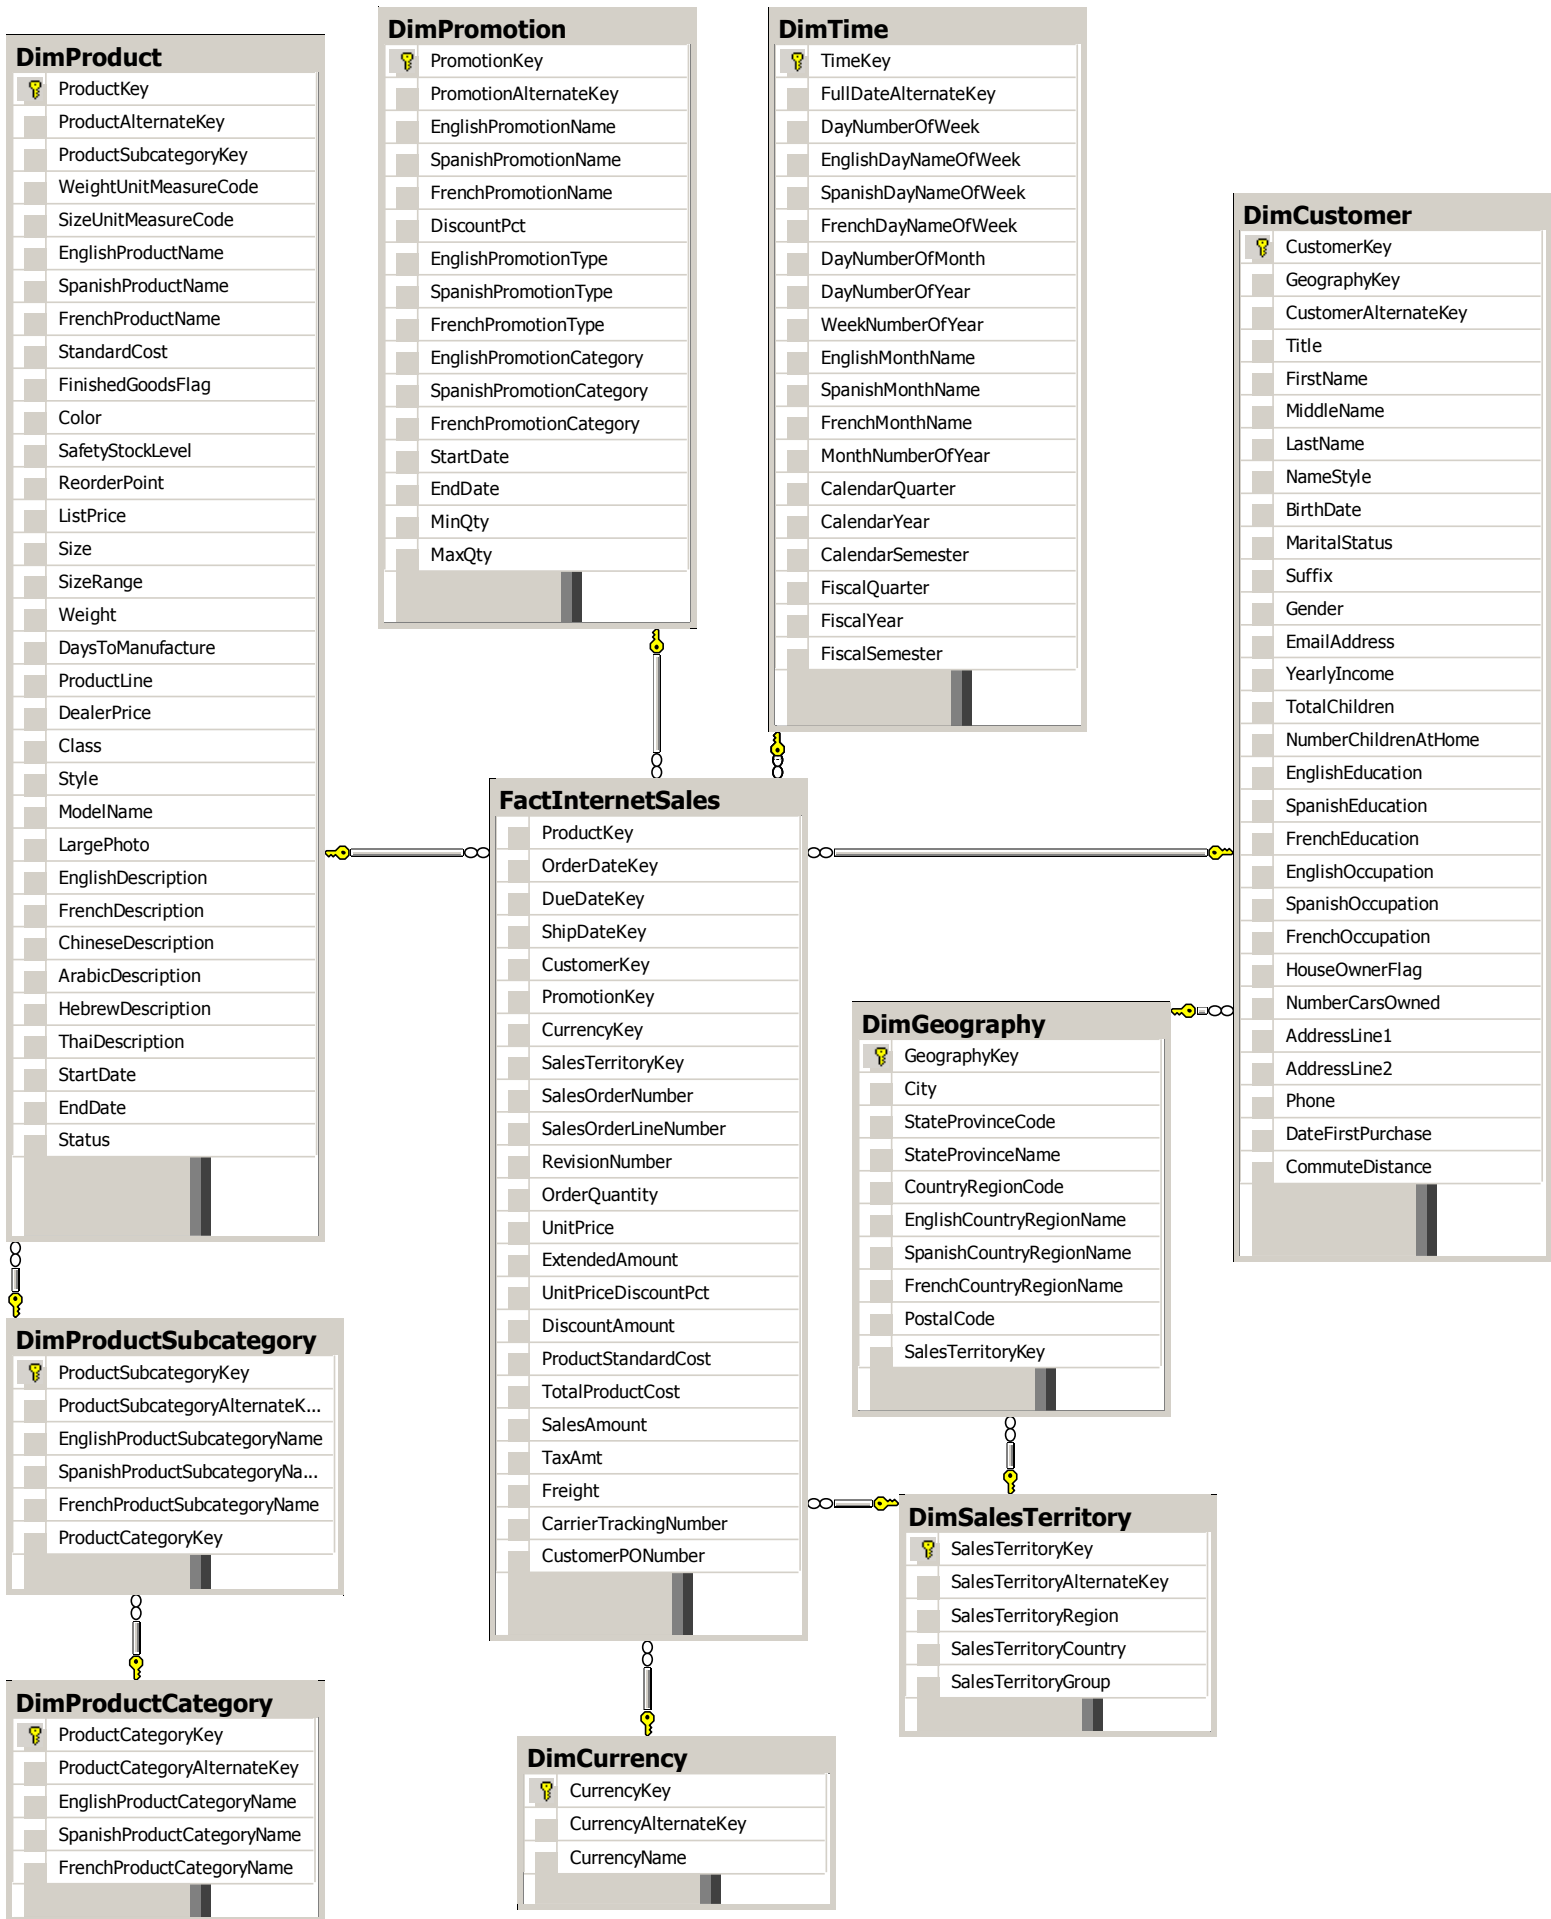 DimProduct
ProductKey
ProductAlternateKey
ProductSubcategoryKey
WeightUnitMeasureCode
SizeUnitMeasureCode
EnglishProductName
SpanishProductName
FrenchProductName
StandardCost
FinishedGoodsFlag
Color
SafetyStockLevel
ReorderPoint
ListPrice
Size
SizeRange
Weight
DaysToManufacture
ProductLine
DealerPrice
Class
Style
ModelName
LargePhoto
EnglishDescription
FrenchDescription
ChineseDescription
ArabicDescription
HebrewDescription
ThaiDescription
StartDate
EndDate
Status
DimPromotion
PromotionKey
PromotionAlternateKey
EnglishPromotionName
SpanishPromotionName
FrenchPromotionName
DiscountPct
EnglishPromotionType
SpanishPromotionType
FrenchPromotionType
EnglishPromotionCategory
SpanishPromotionCategory
FrenchPromotionCategory
StartDate
EndDate
MinQty
MaxQty
DimTime
TimeKey
FullDateAlternateKey
DayNumberOfWeek
EnglishDayNameOfWeek
SpanishDayNameOfWeek
FrenchDayNameOfWeek
DayNumberOfMonth
DayNumberOfYear
WeekNumberOfYear
EnglishMonthName
SpanishMonthName
FrenchMonthName
MonthNumberOfYear
CalendarQuarter
CalendarYear
CalendarSemester
FiscalQuarter
FiscalYear
FiscalSemester
DimCustomer
CustomerKey
GeographyKey
CustomerAlternateKey
Title
FirstName
MiddleName
LastName
NameStyle
BirthDate
MaritalStatus
Suffix
Gender
EmailAddress
YearlyIncome
TotalChildren
NumberChildrenAtHome
EnglishEducation
SpanishEducation
FrenchEducation
EnglishOccupation
SpanishOccupation
FrenchOccupation
HouseOwnerFlag
NumberCarsOwned
AddressLine1
AddressLine2
Phone
DateFirstPurchase
CommuteDistance
FactInternetSales
ProductKey
OrderDateKey
DueDateKey
ShipDateKey
CustomerKey
PromotionKey
CurrencyKey
SalesTerritoryKey
SalesOrderNumber
SalesOrderLineNumber
RevisionNumber
OrderQuantity
UnitPrice
ExtendedAmount
UnitPriceDiscountPct
DiscountAmount
ProductStandardCost
TotalProductCost
SalesAmount
TaxAmt
Freight
CarrierTrackingNumber
CustomerPONumber
DimGeography
GeographyKey
City
StateProvinceCode
StateProvinceName
CountryRegionCode
EnglishCountryRegionName
SpanishCountryRegionName
FrenchCountryRegionName
PostalCode
SalesTerritoryKey
DimProductSubcategory
ProductSubcategoryKey
ProductSubcategoryAlternateK...
EnglishProductSubcategoryName
SpanishProductSubcategoryNa...
FrenchProductSubcategoryName
ProductCategoryKey
DimSalesTerritory
SalesTerritoryKey
SalesTerritoryAlternateKey
SalesTerritoryRegion
SalesTerritoryCountry
SalesTerritoryGroup
DimProductCategory
ProductCategoryKey
ProductCategoryAlternateKey
EnglishProductCategoryName
SpanishProductCategoryName
FrenchProductCategoryName
DimCurrency
CurrencyKey
CurrencyAlternateKey
CurrencyName